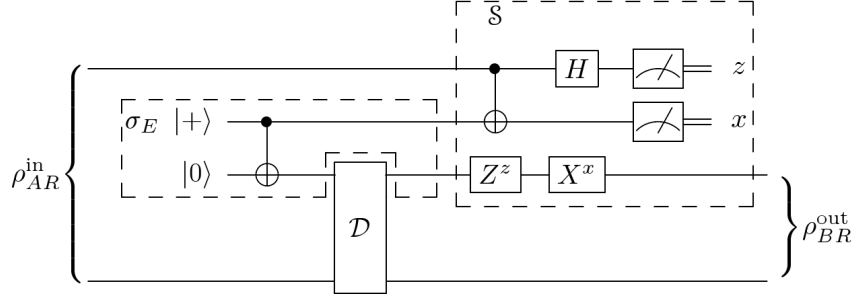 𝒮
H z
σ_E |+⟩ x
ρ^in_AR |0⟩ Z^z X^x
𝒟 ρ^out_BR